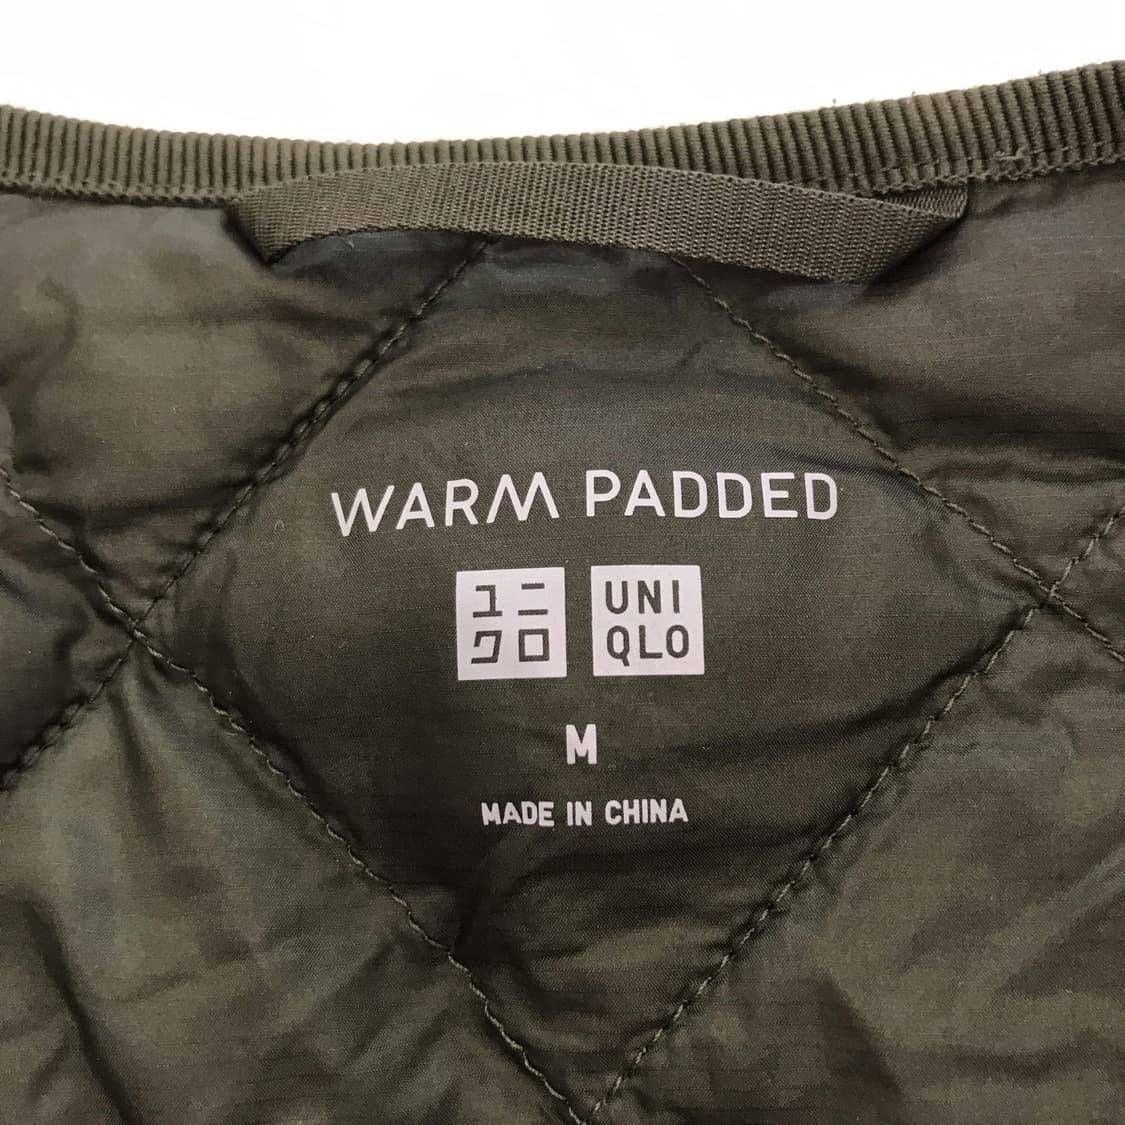 WARM PADDED
ユニ UNI
クロ QLO
M
MADE IN CHINA